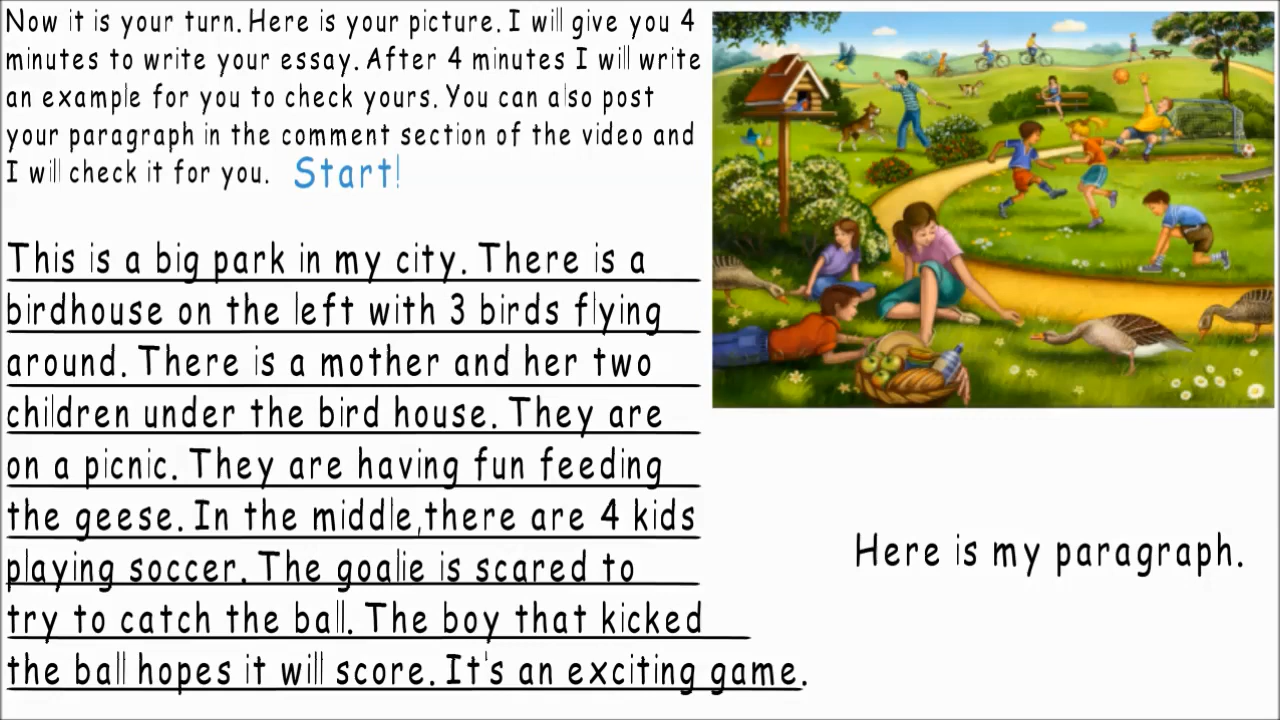 Now it is your turn. Here is your picture. I will give you 4
minutes to write your essay. After 4 minutes I will write
an example for you to check yours. You can also post
your paragraph in the comment section of the video and
I will check it for you. Start!
This is a big park in my city. There is a
birdhouse on the left with 3 birds flying
around. There is a mother and her two
children under the bird house. They are
on a picnic. They are having fun feeding
the geese. In the middle,there are 4 kids
playing soccer. The goalie is scared to
try to catch the ball. The boy that kicked
the ball hopes it will score. It's an exciting game.
Here is my paragraph.